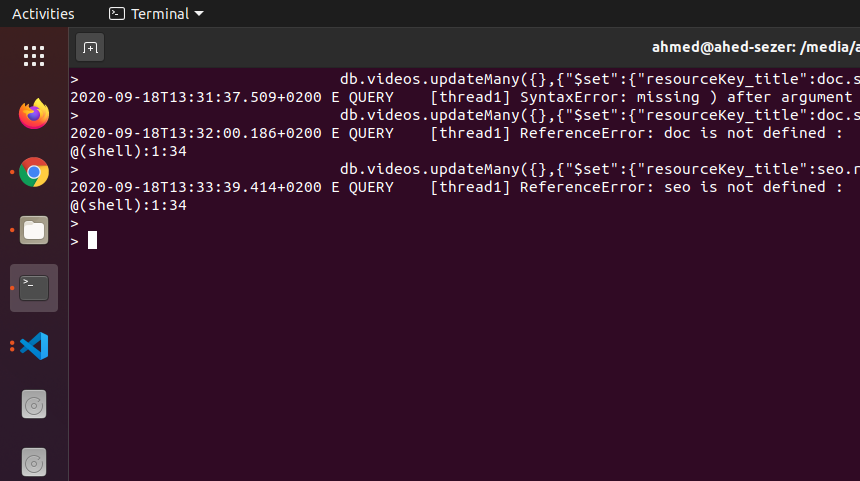 Activities Terminal
ahmed@ahed-sezer: /media/a
> db.videos.updateMany({},{"$set":{"resourceKey_title":doc.s
2020-09-18T13:31:37.509+0200 E QUERY [thread1] SyntaxError: missing ) after argument
> db.videos.updateMany({},{"$set":{"resourceKey_title":doc.s
2020-09-18T13:32:00.186+0200 E QUERY [thread1] ReferenceError: doc is not defined :
@(shell):1:34
> db.videos.updateMany({},{"$set":{"resourceKey_title":seo.r
2020-09-18T13:33:39.414+0200 E QUERY [thread1] ReferenceError: seo is not defined :
@(shell):1:34
>
>